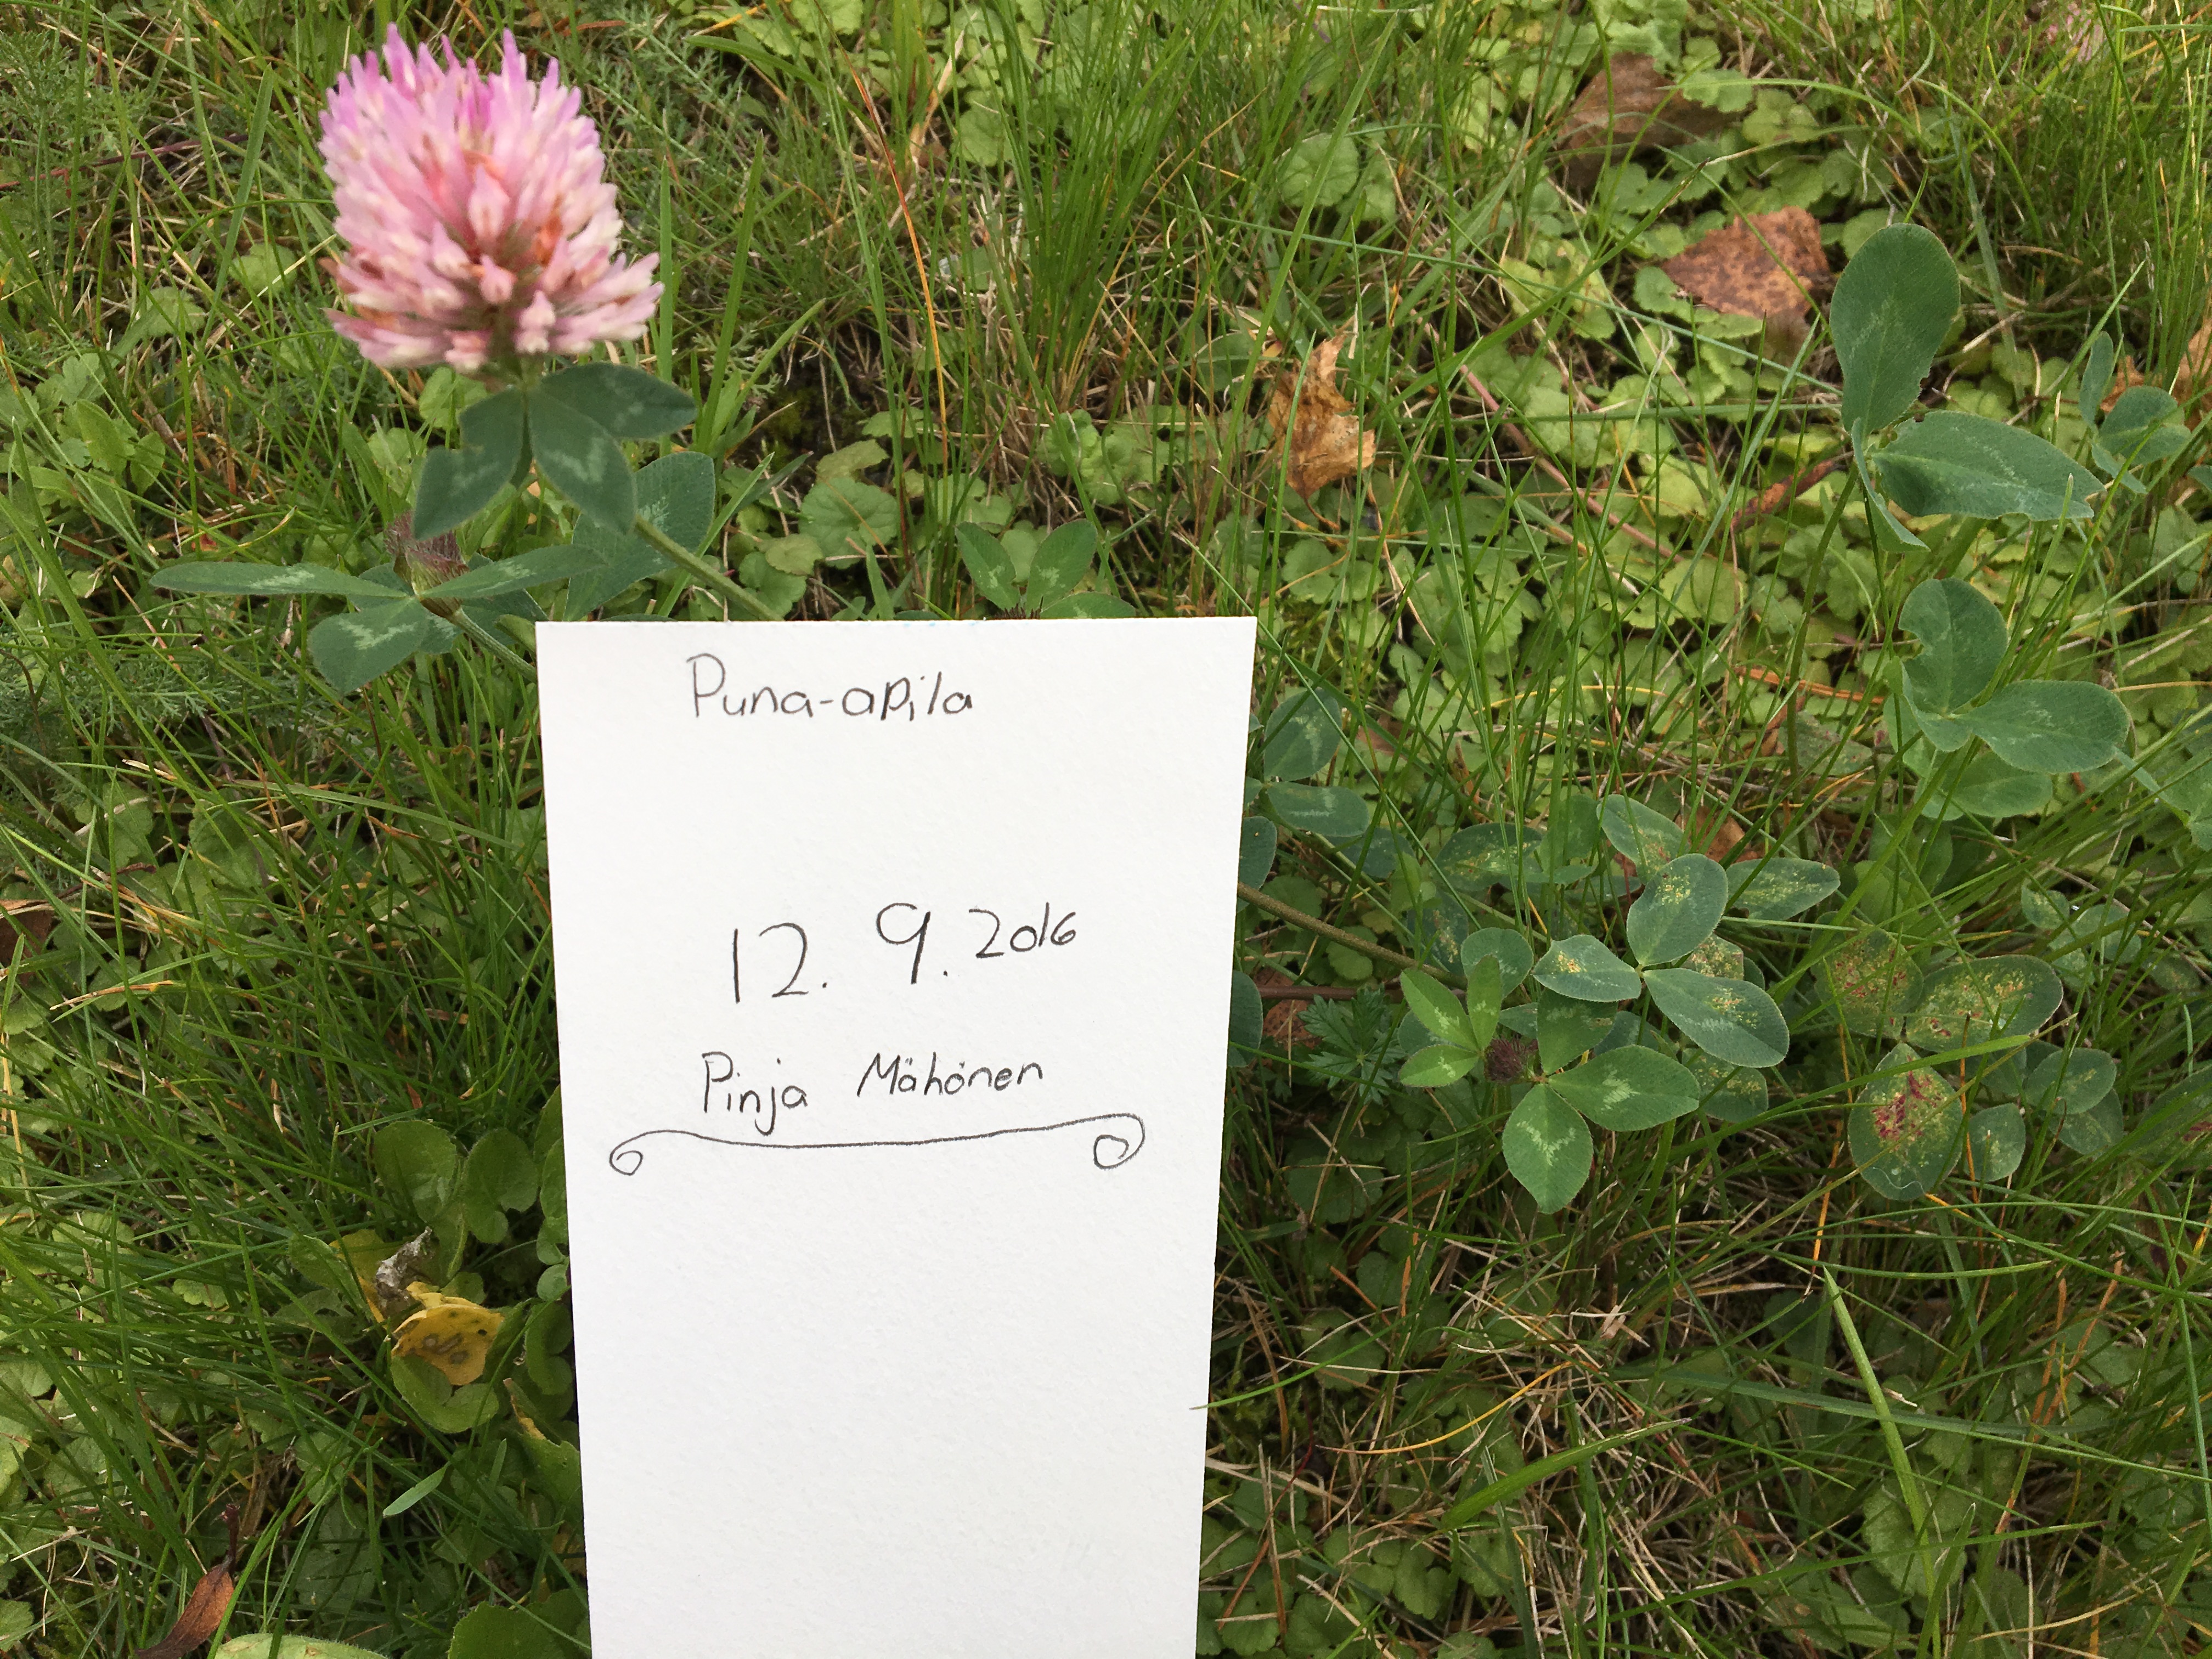 Puna-apila
12. 9. 2016
Pinja Mähönen